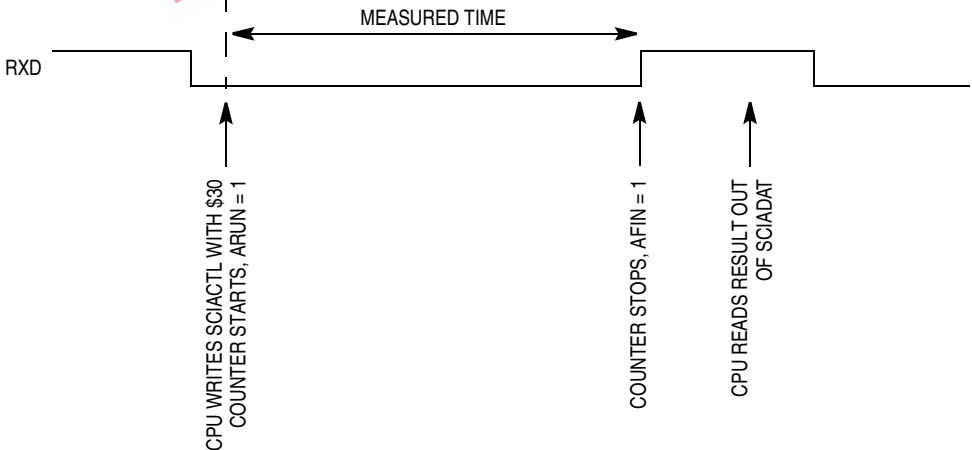 MEASURED TIME
RXD
CPU WRITES SCIACTL WITH $30
COUNTER STARTS, ARUN = 1
COUNTER STOPS, AFIN = 1
CPU READS RESULT OUT
OF SCIADAT